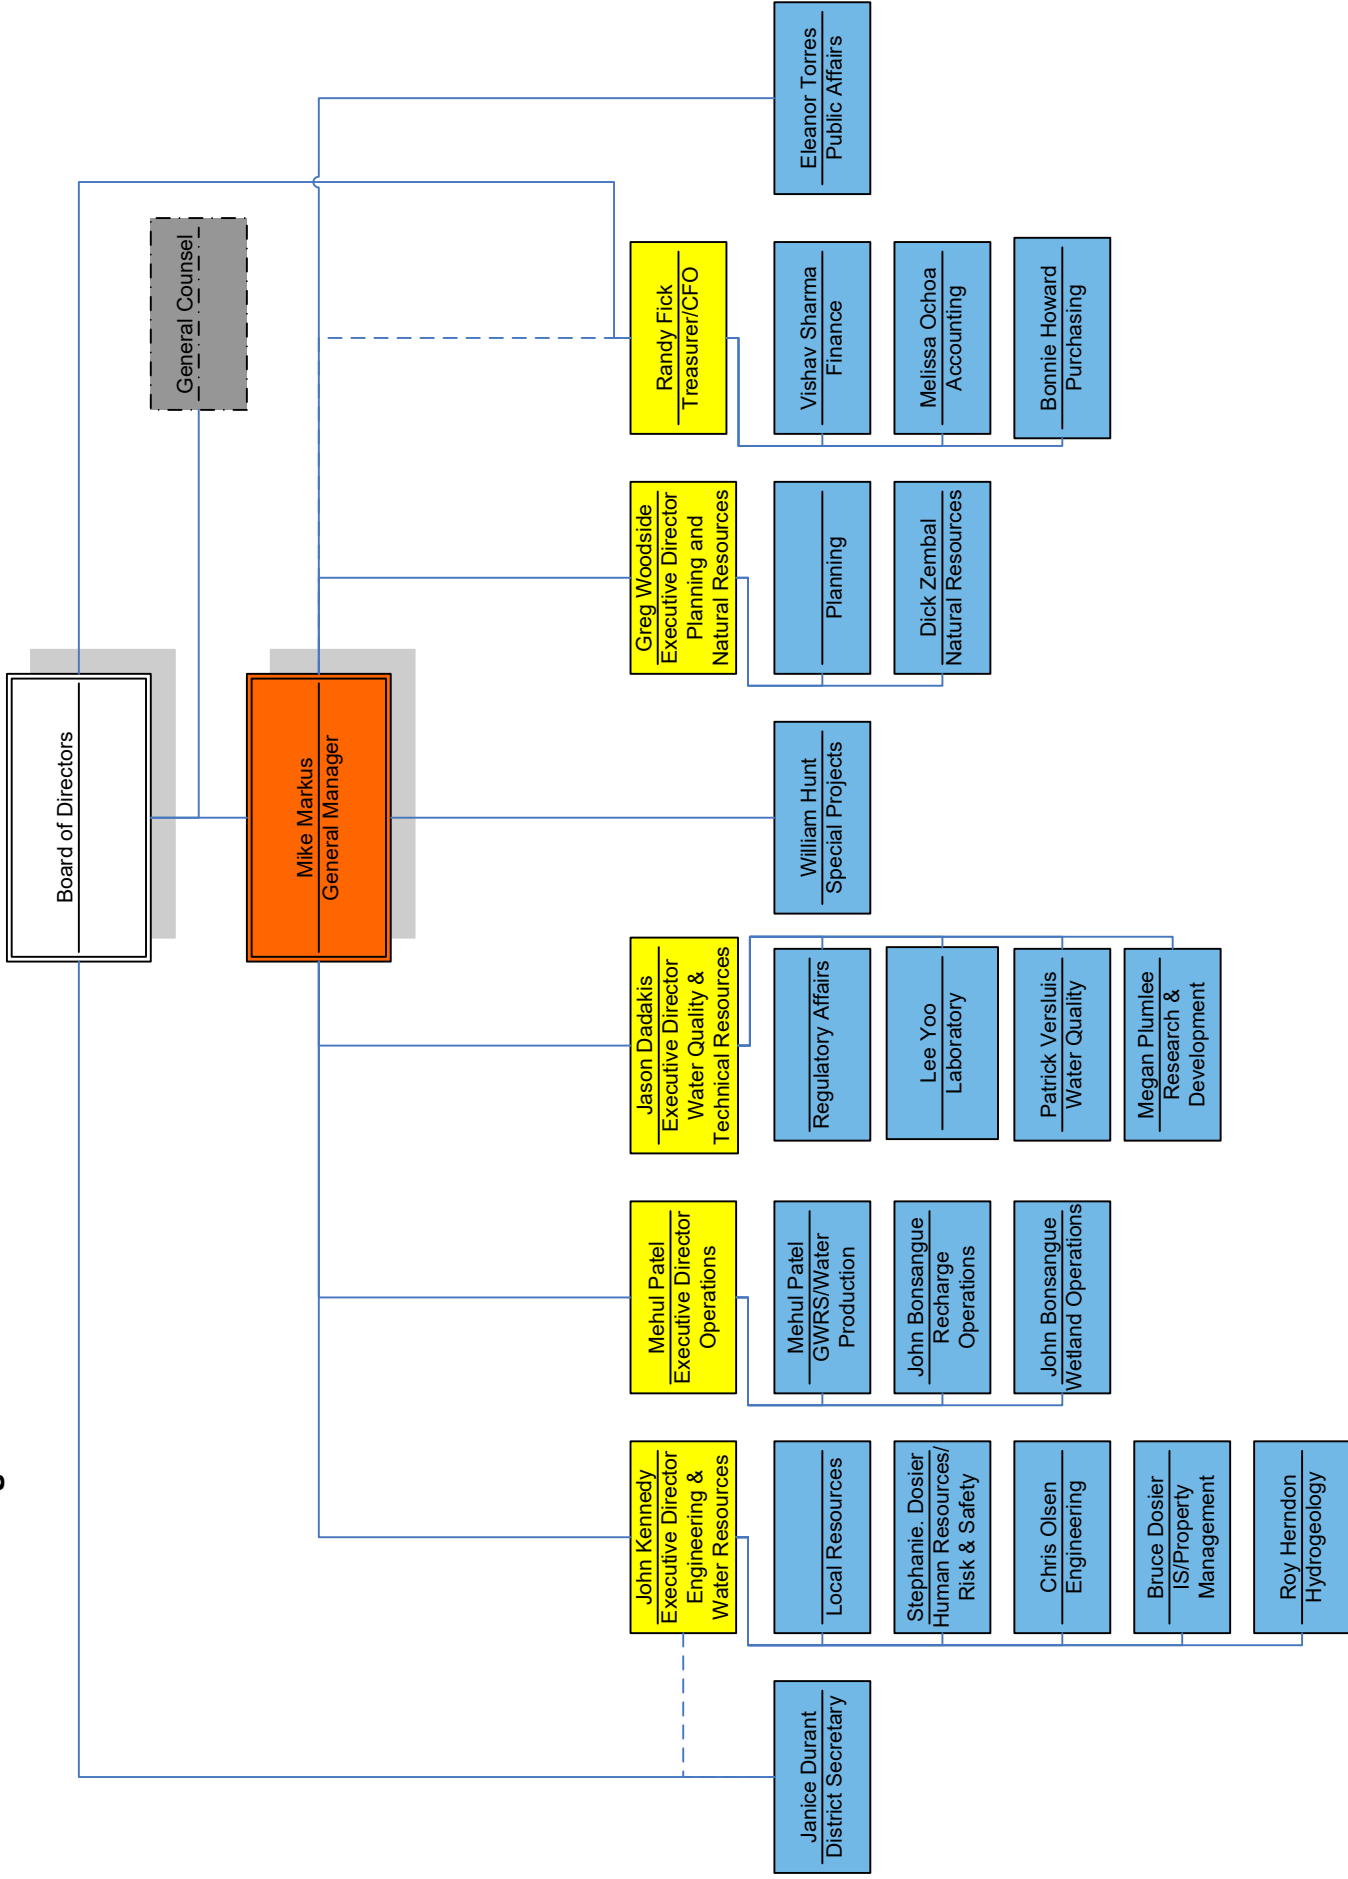 Board of Directors
General Counsel
Mike Markus
General Manager
Janice Durant
District Secretary
John Kennedy
Executive Director
Engineering &
Water Resources
Local Resources
Stephanie. Dosier
Human Resources/
Risk & Safety
Chris Olsen
Engineering
Bruce Dosier
IS/Property
Management
Roy Herndon
Hydrogeology
Mehul Patel
Executive Director
Operations
Mehul Patel
GWRS/Water
Production
John Bonsangue
Recharge
Operations
John Bonsangue
Wetland Operations
Jason Dadakis
Executive Director
Water Quality &
Technical Resources
Regulatory Affairs
Lee Yoo
Laboratory
Patrick Versluis
Water Quality
Megan Plumlee
Research &
Development
William Hunt
Special Projects
Greg Woodside
Executive Director
Planning and
Natural Resources
Planning
Dick Zembal
Natural Resources
Randy Fick
Treasurer/CFO
Vishav Sharma
Finance
Melissa Ochoa
Accounting
Bonnie Howard
Purchasing
Eleanor Torres
Public Affairs